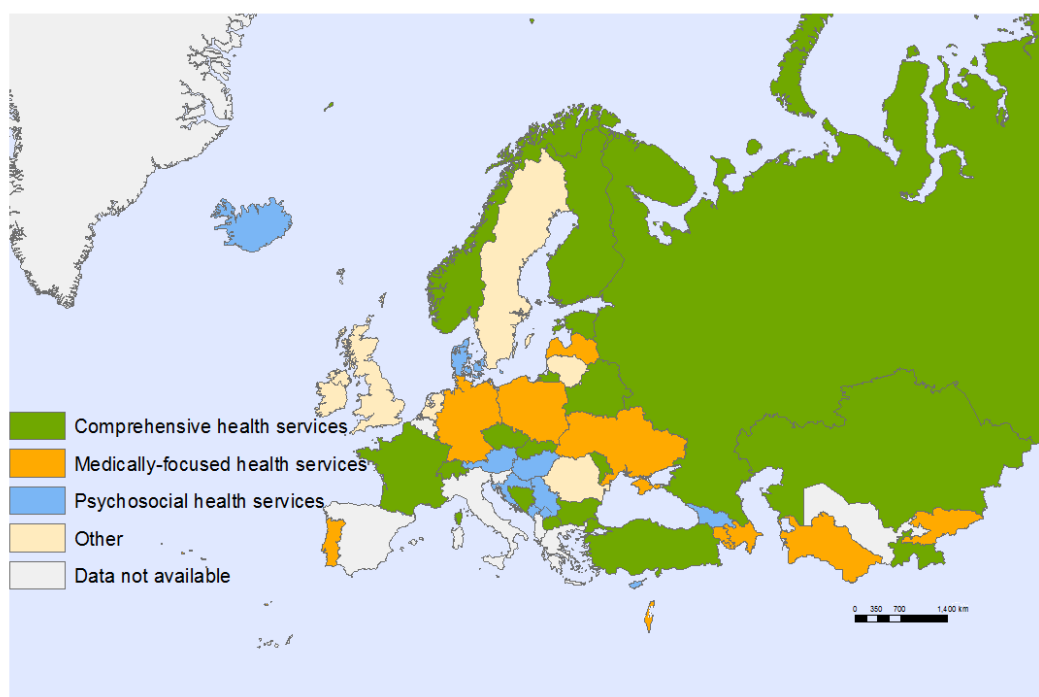 Comprehensive health services
Medically-focused health services
Psychosocial health services
Other
Data not available
0 350 700 1,400 km